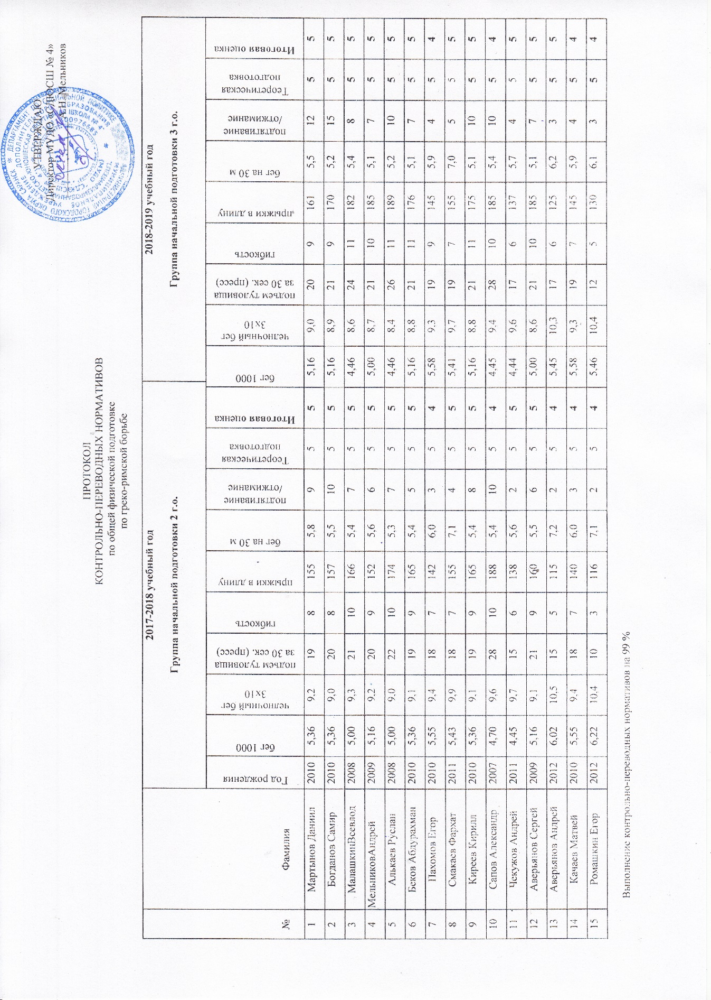 УТВЕРЖДАЮ
Директор МУДО «СДЮСШ № 4»
А.Н. Мельников
ПРОТОКОЛ
КОНТРОЛЬНО-ПЕРЕВОДНЫХ НОРМАТИВОВ
по общей физической подготовке
по греко-римской борьбе
2017-2018 учебный год 2018-2019 учебный год
Группа начальной подготовки 2 г.о. Группа начальной подготовки 3 г.о.
№ Фамилия Год рождения бег 1000 челночный бег 3х10 подъем туловища за 30 сек. (пресс) гибкость прыжки в длину бег на 30 м подтягивание /отжимание Теоретическая подготовка Итоговая оценка бег 1000 челночный бег 3х10 подъем туловища за 30 сек. (пресс) гибкость прыжки в длину бег на 30 м подтягивание /отжимание Теоретическая подготовка Итоговая оценка
1 Мартынов Даниил 2010 5,36 9,2 19 8 155 5,8 9 5 5 5,16 9,0 20 9 161 5,5 12 5 5
2 Богданов Самир 2010 5,36 9,0 20 8 157 5,5 10 5 5 5,16 8,9 21 9 170 5,2 15 5 5
3 МалашкинВсевлод 2008 5,00 9,3 21 10 166 5,4 7 5 5 4,46 8,6 24 11 182 5,4 8 5 5
4 МельниковАндрей 2009 5,16 9,2 20 9 152 5,6 6 5 5 5,00 8,7 21 10 185 5,1 7 5 5
5 Алькаев Руслан 2008 5,00 9,0 22 10 174 5,3 7 5 5 4,46 8,4 26 11 189 5,2 10 5 5
6 Беков Абдурахман 2010 5,36 9,1 19 9 165 5,4 5 5 5 5,16 8,8 21 11 176 5,1 7 5 5
7 Пахомов Егор 2010 5,55 9,4 18 7 142 6,0 3 5 4 5,58 9,3 19 9 145 5,9 4 5 4
8 Смакаев Фархат 2011 5,43 9,9 18 7 155 7,1 4 5 5 5,41 9,7 19 7 155 7,0 5 5 5
9 Киреев Кирилл 2010 5,36 9,1 19 9 165 5,4 8 5 5 5,16 8,8 21 11 175 5,1 10 5 5
10 Сапов Александр 2007 4,70 9,6 28 10 188 5,4 10 5 4 4,45 9,4 28 10 185 5,4 10 5 4
11 Чекужов Андрей 2011 4,45 9,7 15 6 138 5,6 2 5 5 4,44 9,6 17 6 137 5,7 4 5 5
12 Аверьянов Сергей 2009 5,16 9,1 21 9 160 5,5 6 5 5 5,00 8,6 21 10 185 5,1 7 5 5
13 Аверьянов Андрей 2012 6,02 10,5 15 5 115 7,2 2 5 4 5,45 10,3 17 6 125 6,2 3 5 5
14 Качаев Матвей 2010 5,55 9,4 18 7 140 6,0 3 5 4 5,58 9,3 19 7 145 5,9 4 5 4
15 Ромашкин Егор 2012 6,22 10,4 10 3 116 7,1 2 5 4 5,46 10,4 12 5 130 6,1 3 5 4
Выполнение контрольно-переводных нормативов на 99 %